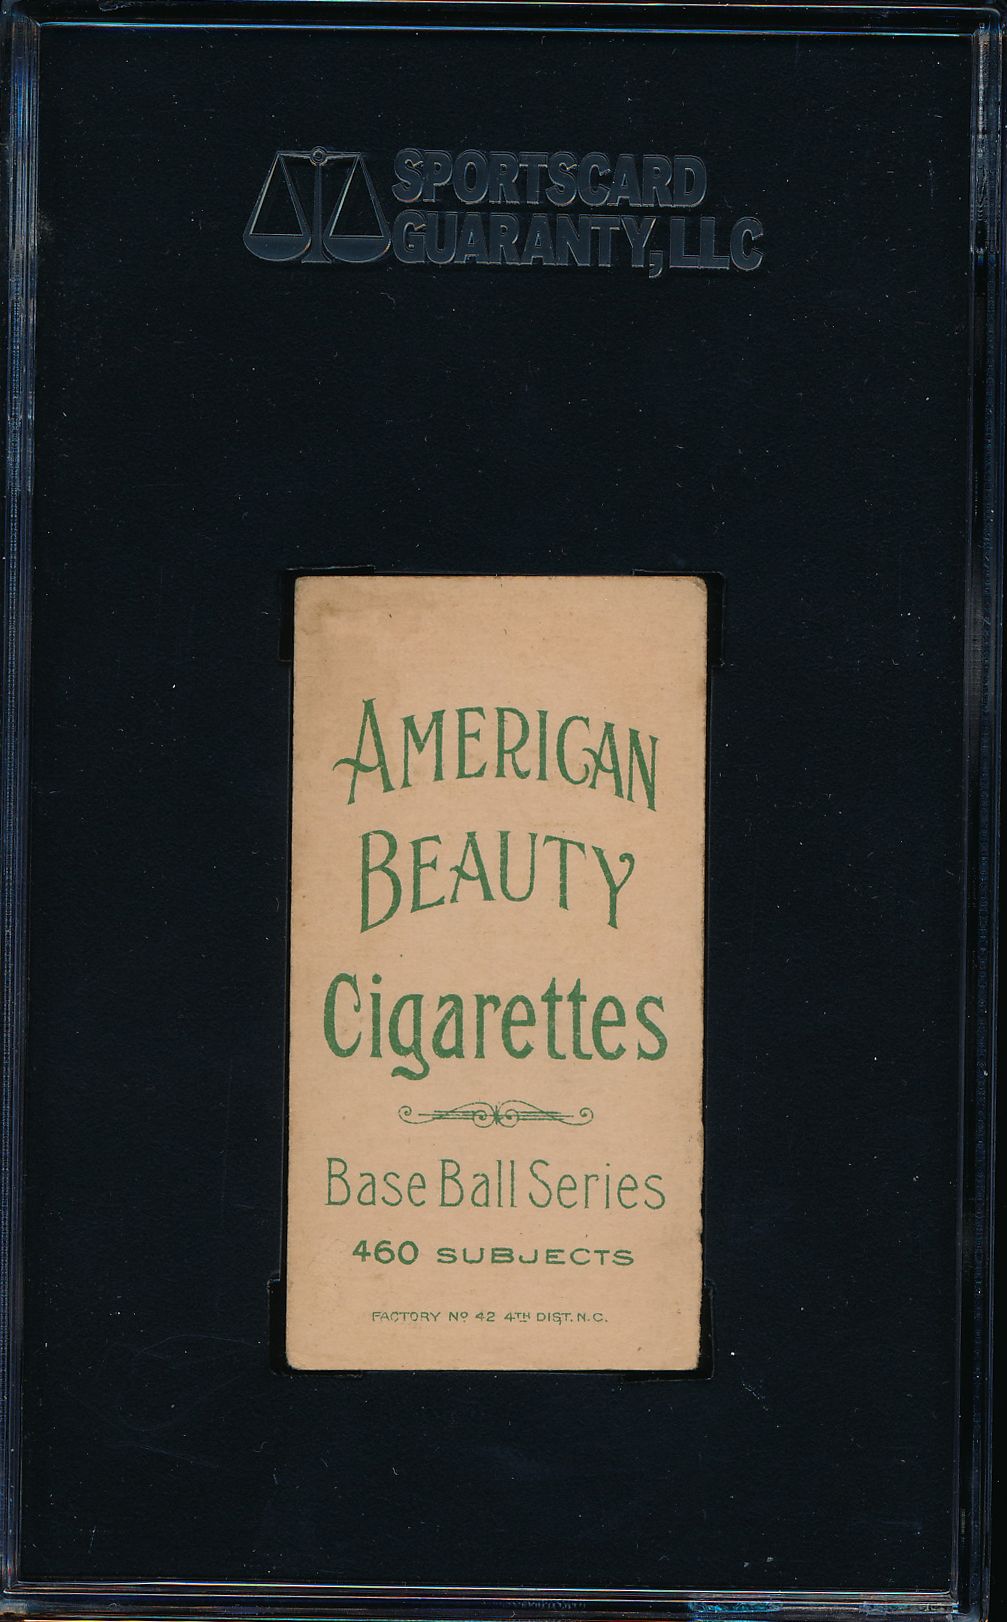 SPORTSCARD
GUARANTY, LLC
AMERICAN
BEAUTY
Cigarettes
Base Ball Series
460 SUBJECTS
FACTORY Nº 42 4TH DIST. N.C.